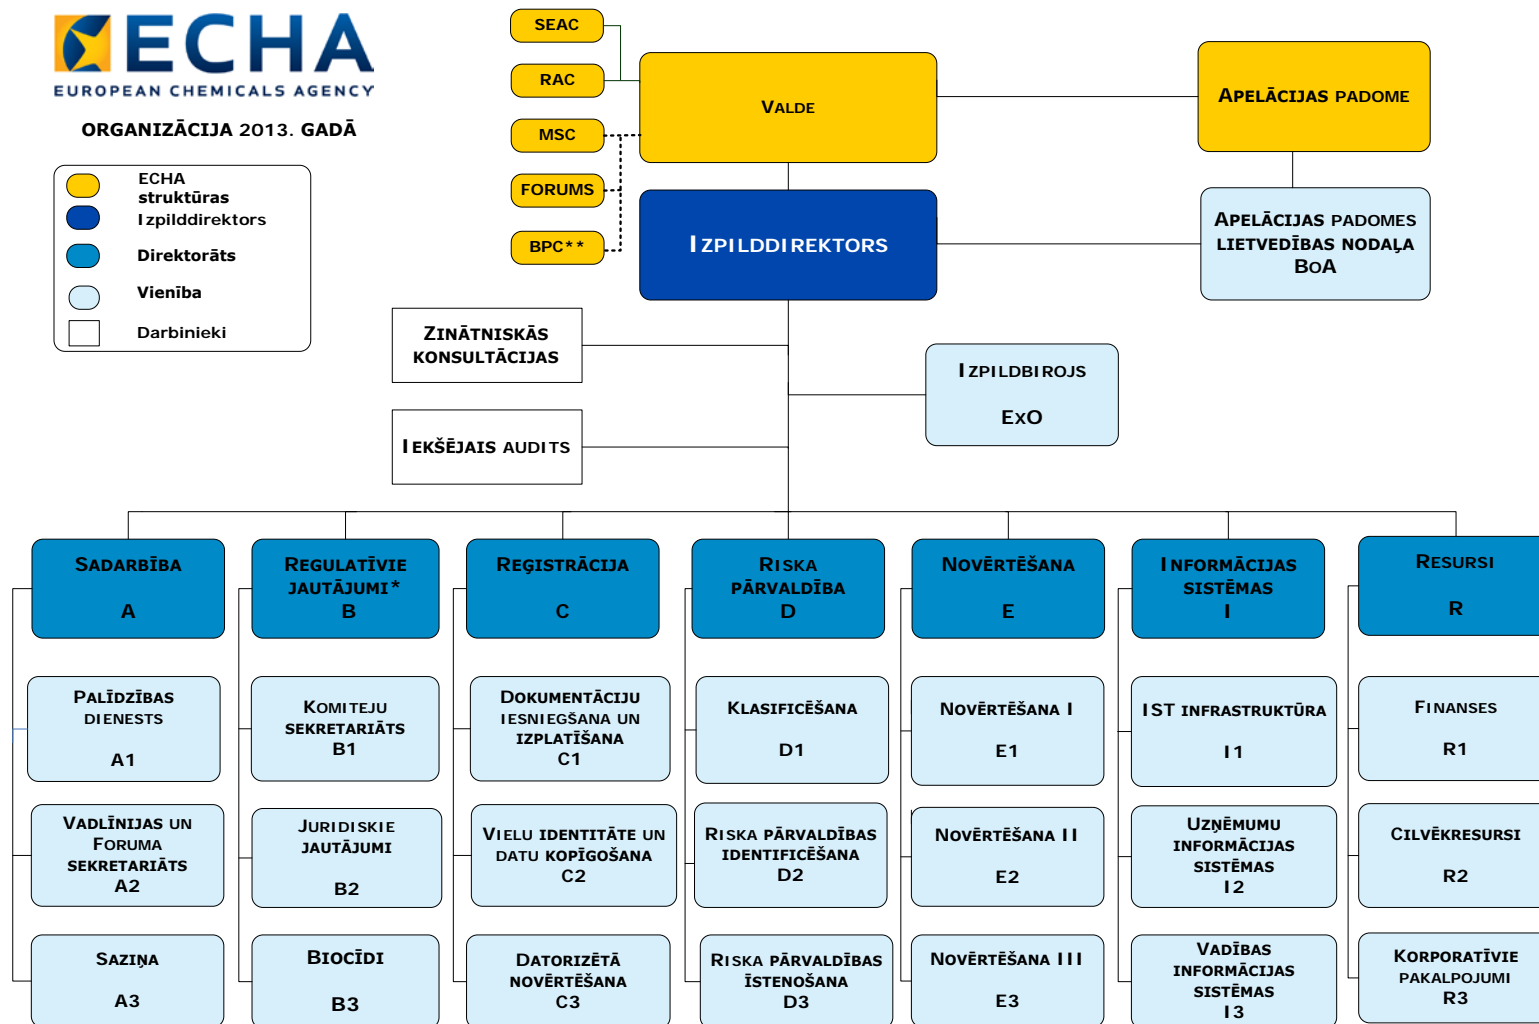 ECHA
EUROPEAN CHEMICALS AGENCY
ORGANIZĀCIJA 2013. GADĀ
ECHA
struktūras
Izpilddirektors
Direktorāts
Vienība
Darbinieki
SEAC
RAC
MSC
FORUMS
BPC**
VALDE
APELĀCIJAS PADOME
IZPILDDIREKTORS
APELĀCIJAS PADOMES
LIETVEDĪBAS NODAĻA
BOA
ZINĀTNISKĀS
KONSULTĀCIJAS
IZPILDBIROJS
EXO
IEKŠĒJAIS AUDITS
SADARBĪBA
A
REGULATĪVIE
JAUTĀJUMI*
B
REĢISTRĀCIJA
C
RISKA
PĀRVALDĪBA
D
NOVĒRTĒŠANA
E
INFORMĀCIJAS
SISTĒMAS
I
RESURSI
R
PALĪDZĪBAS
DIENESTS
A1
KOMITEJU
SEKRETARIĀTS
B1
DOKUMENTĀCIJU
IESNIEGŠANA UN
IZPLATĪŠANA
C1
KLASIFICĒŠANA
D1
NOVĒRTĒŠANA I
E1
IST INFRASTRUKTŪRA
I1
FINANSES
R1
VADLĪNIJAS UN
FORUMA
SEKRETARIĀTS
A2
JURIDISKIE
JAUTĀJUMI
B2
VIELU IDENTITĀTE UN
DATU KOPĪGOŠANA
C2
RISKA PĀRVALDĪBAS
IDENTIFICĒŠANA
D2
NOVĒRTĒŠANA II
E2
UZŅĒMUMU
INFORMĀCIJAS
SISTĒMAS
I2
CILVĒKRESURSI
R2
SAZIŅA
A3
BIOCĪDI
B3
DATORIZĒTĀ
NOVĒRTĒŠANA
C3
RISKA PĀRVALDĪBAS
ĪSTENOŠANA
D3
NOVĒRTĒŠANA III
E3
VADĪBAS
INFORMĀCIJAS
SISTĒMAS
I3
KORPORATĪVIE
PAKALPOJUMI
R3